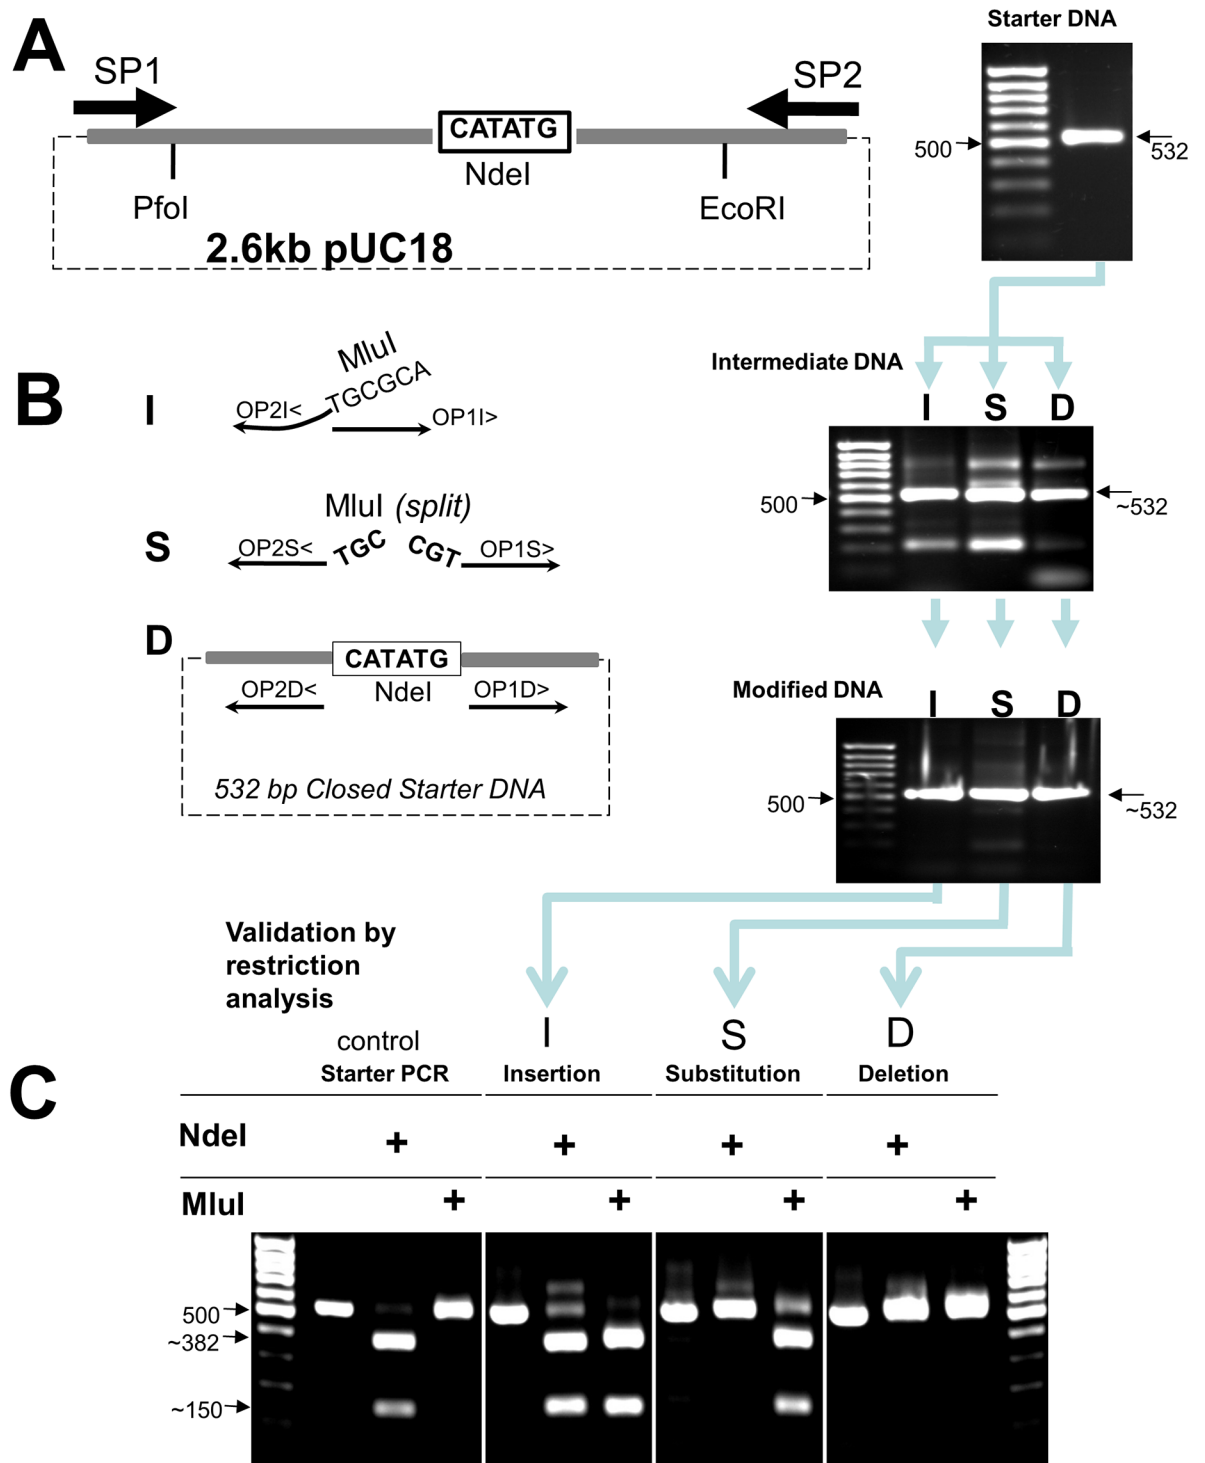 A
SP1
SP2
CATATG
NdeI
PfoI
EcoRI
2.6kb pUC18
Starter DNA
500
532
B
I
MluI
TGCGCA
OP2I<
OP1I>
MluI (split)
S
OP2S<
TGC
CGT
OP1S>
D
CATATG
OP2D<
NdeI
OP1D>
532 bp Closed Starter DNA
Intermediate DNA
I S D
500
~532
Modified DNA
I S D
500
~532
Validation by
restriction
analysis
C
control
Starter PCR
I
Insertion
S
Substitution
D
Deletion
NdeI + + + +
MluI + + + +
500
~382
~150